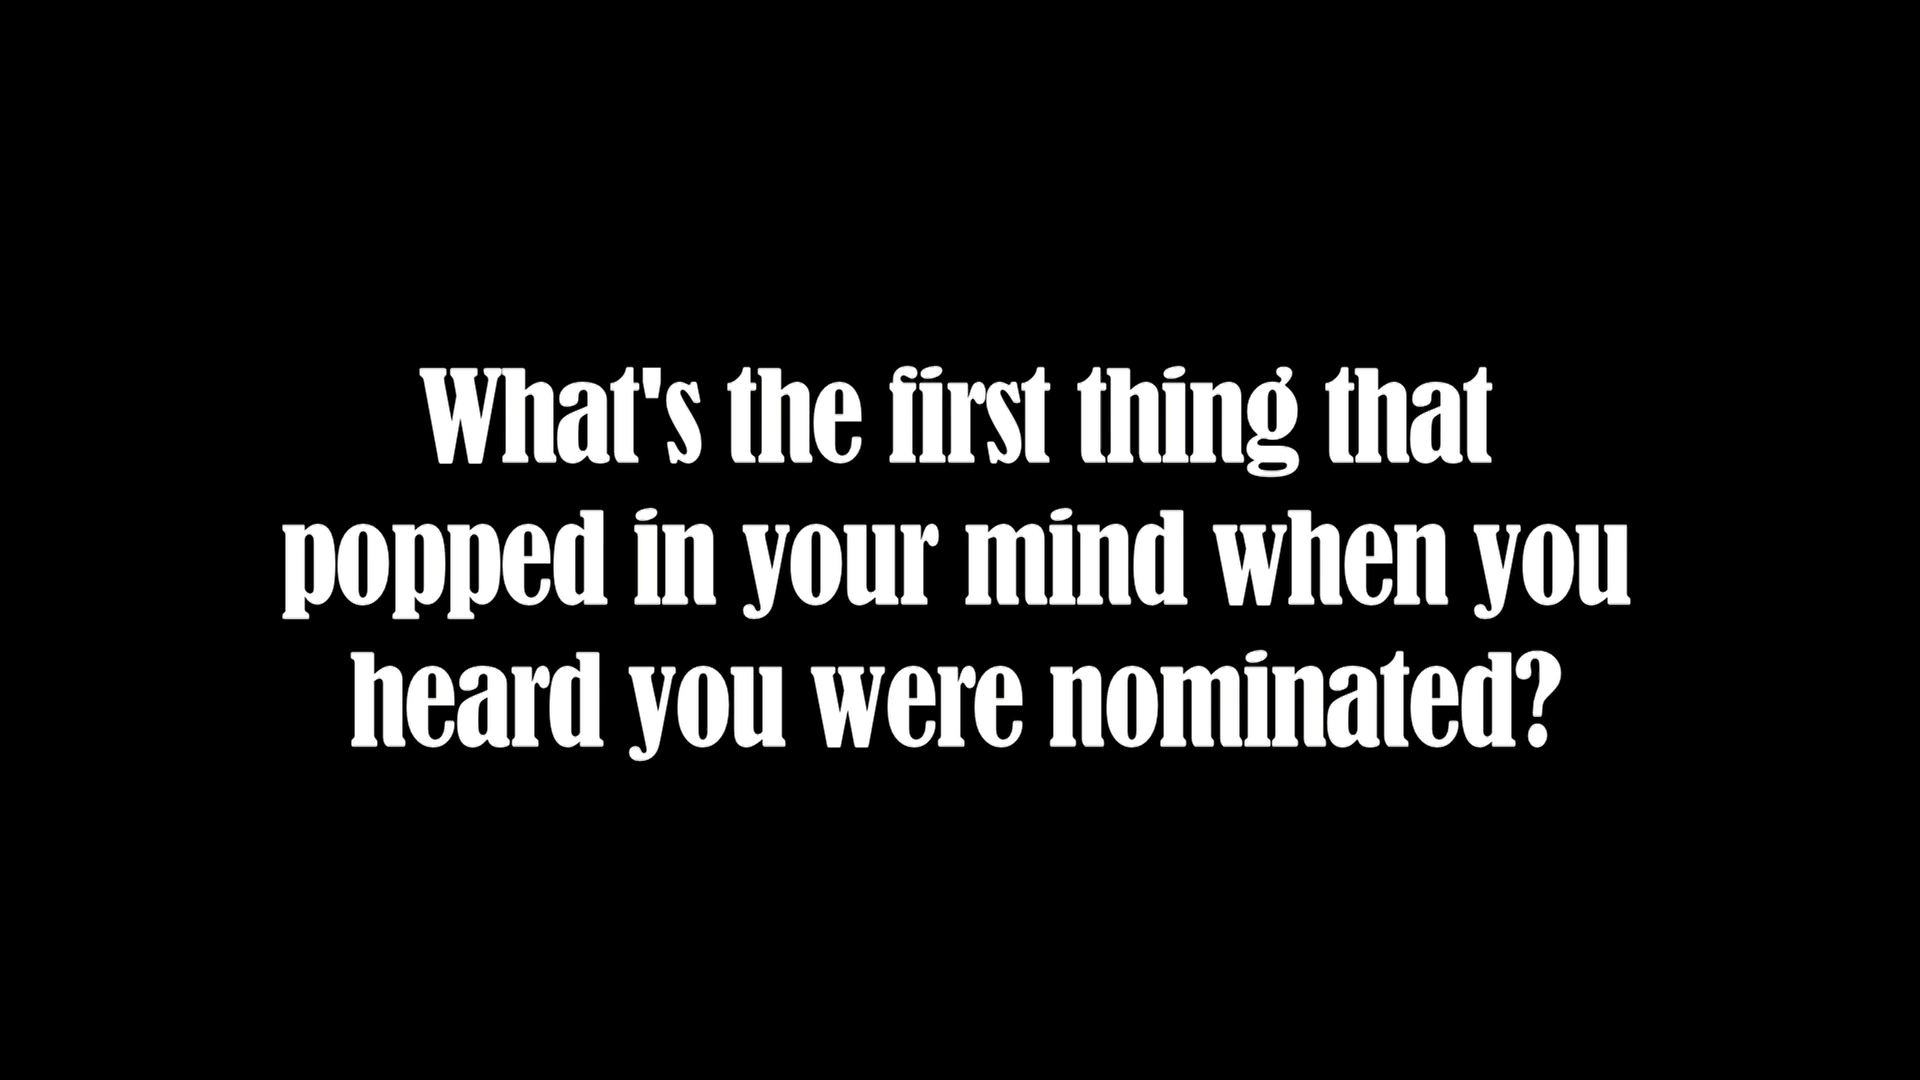 What's the first thing that
popped in your mind when you
heard you were nominated?